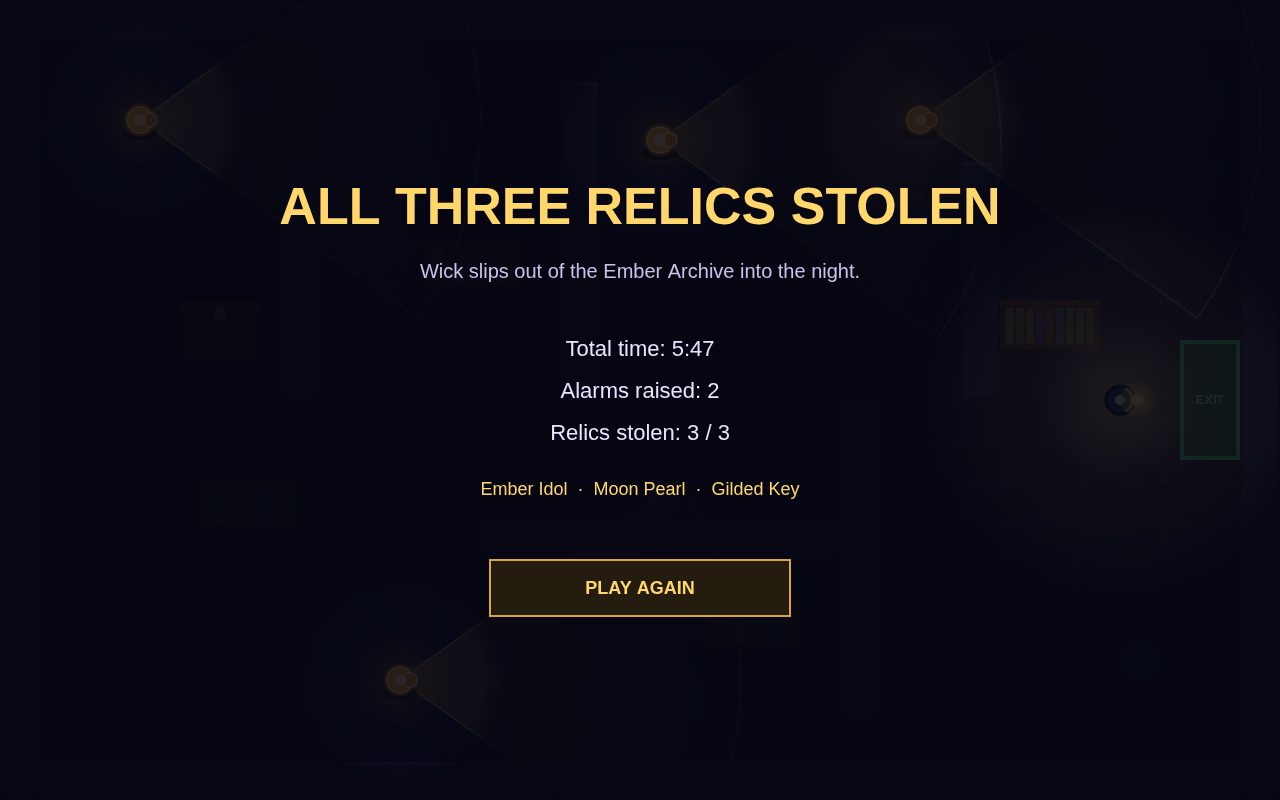 ALL THREE RELICS STOLEN
Wick slips out of the Ember Archive into the night.
Total time: 5:47
Alarms raised: 2
EXIT
Relics stolen: 3 / 3
Ember Idol · Moon Pearl · Gilded Key
PLAY AGAIN